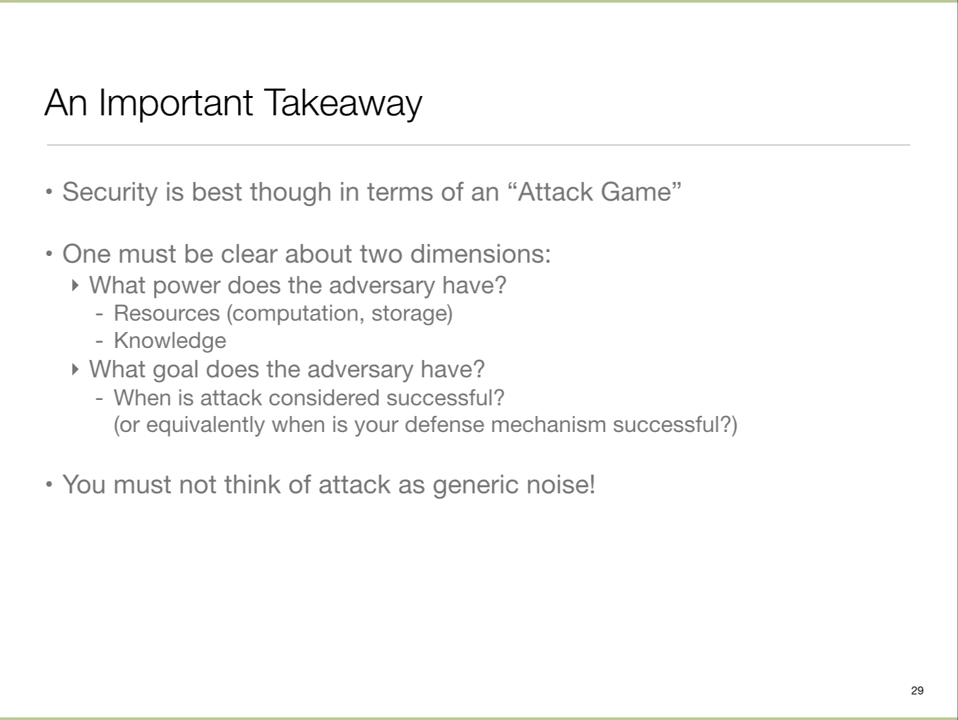 An Important Takeaway
• Security is best though in terms of an “Attack Game”
• One must be clear about two dimensions:
‣ What power does the adversary have?
- Resources (computation, storage)
- Knowledge
‣ What goal does the adversary have?
- When is attack considered successful?
(or equivalently when is your defense mechanism successful?)
• You must not think of attack as generic noise!
29